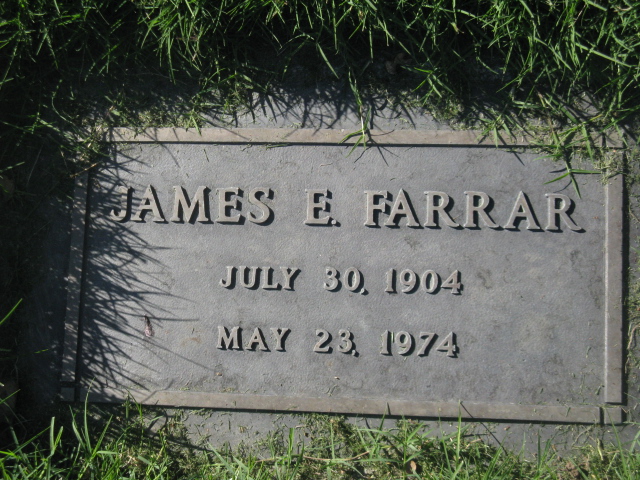 JAMES E. FARRAR
JULY 30, 1904
MAY 23, 1974